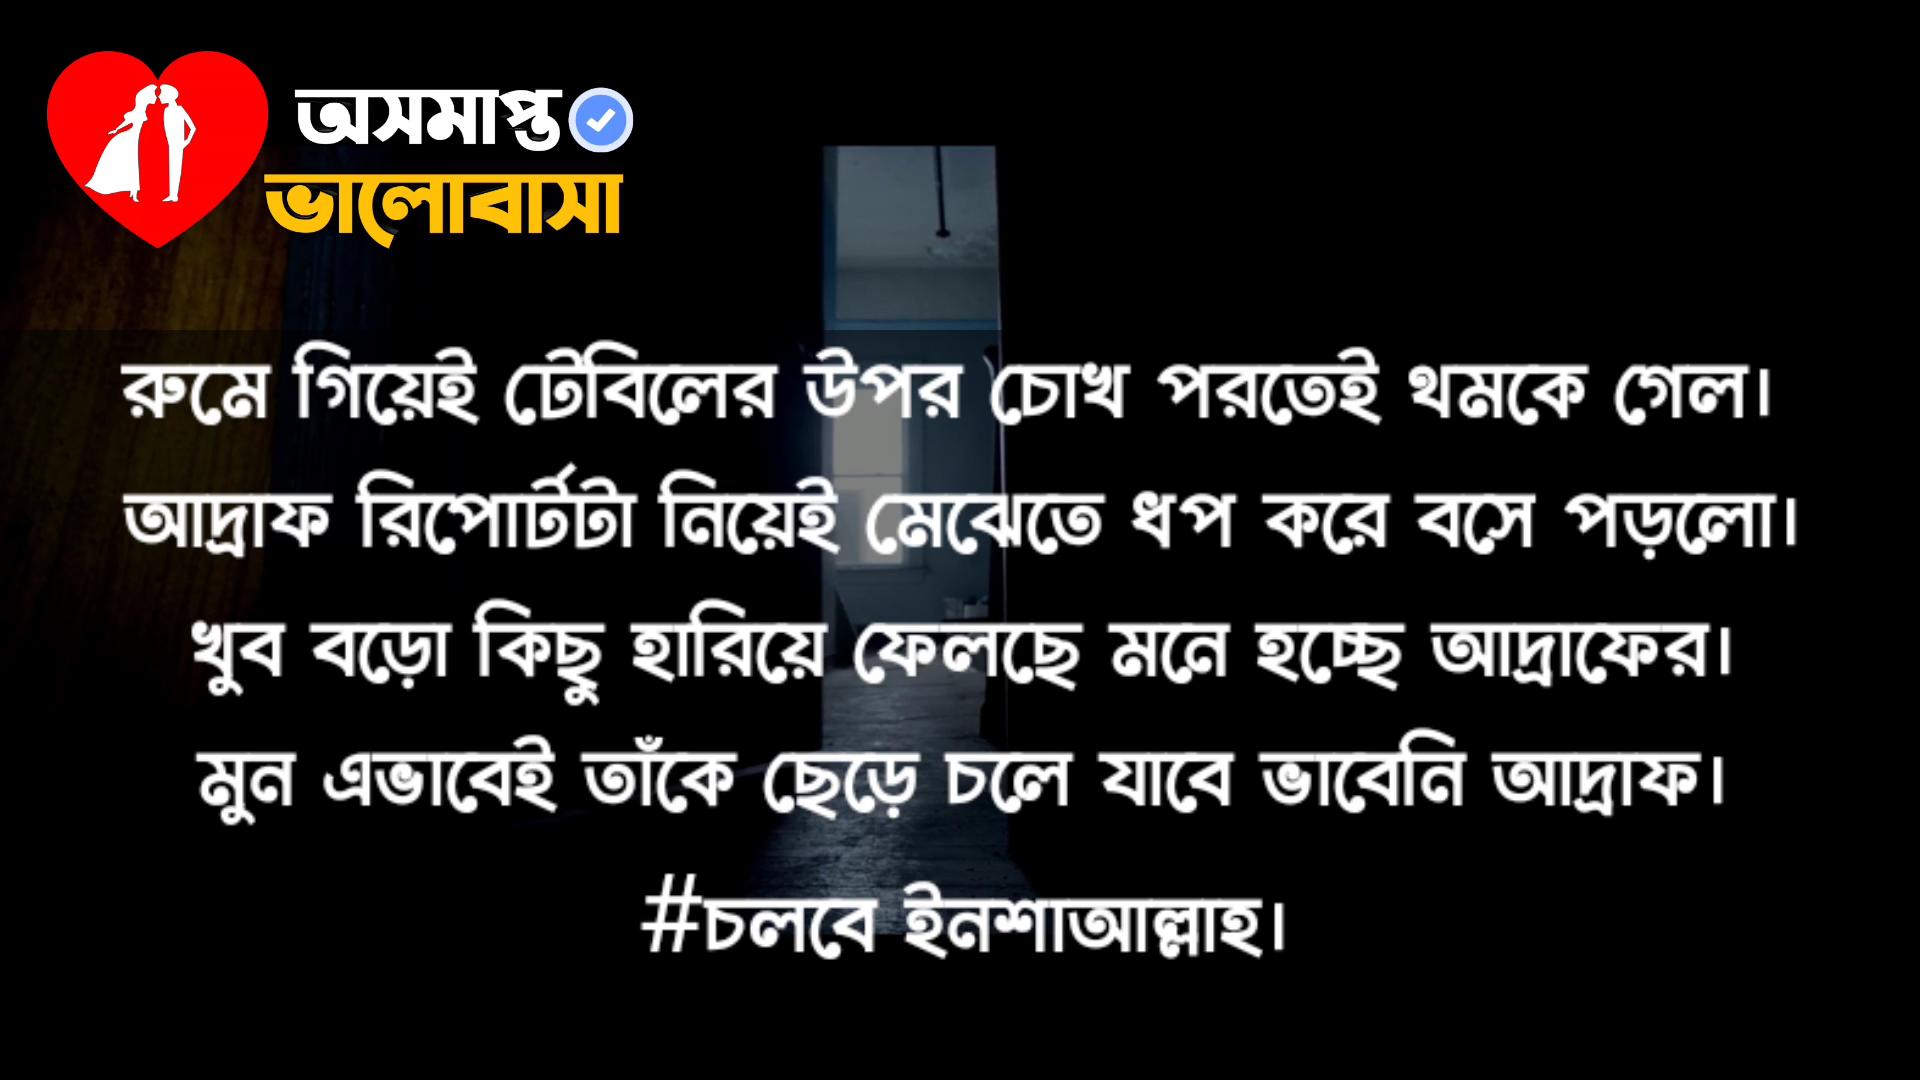 অসমাপ্ত
ভালোবাসা
রুমে গিয়েই টেবিলের উপর চোখ পরতেই থমকে গেল।
আদ্রাফ রিপোর্টটা নিয়েই মেঝেতে ধপ করে বসে পড়লো।
খুব বড়ো কিছু হারিয়ে ফেলছে মনে হচ্ছে আদ্রাফের।
মুন এভাবেই তাঁকে ছেড়ে চলে যাবে ভাবেনি আদ্রাফ।
#চলবে ইনশাআল্লাহ।